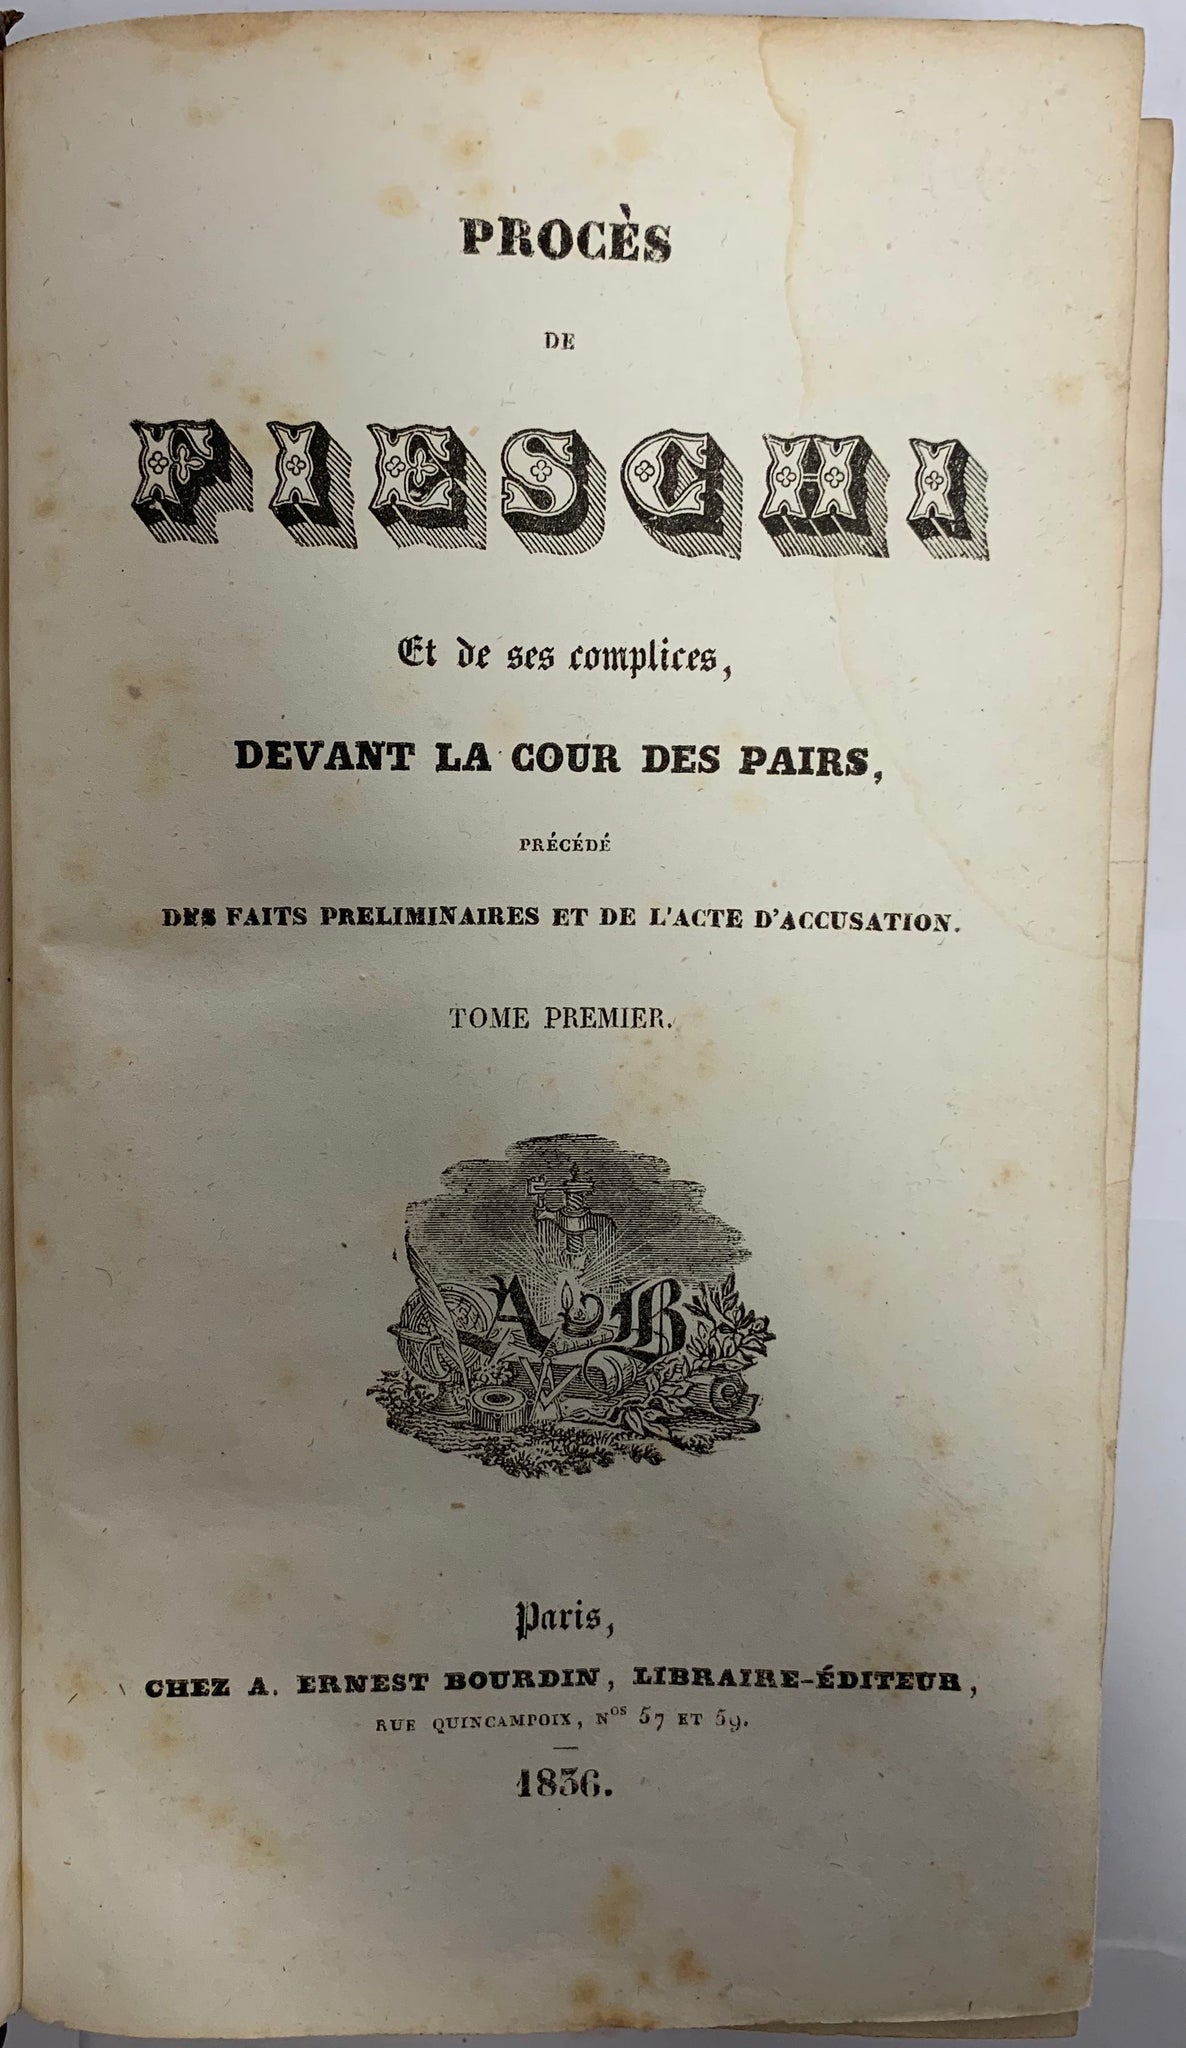 PROCÈS
DE
FIESCHI
Et de ses complices,
DEVANT LA COUR DES PAIRS,
PRÉCÉDÉ
DES FAITS PRELIMINAIRES ET DE L'ACTE D'ACCUSATION.
TOME PREMIER.
A B
Paris,
CHEZ A. ERNEST BOURDIN, LIBRAIRE-ÉDITEUR,
RUE QUINCAMPOIX, Nos 57 ET 59.
1836.